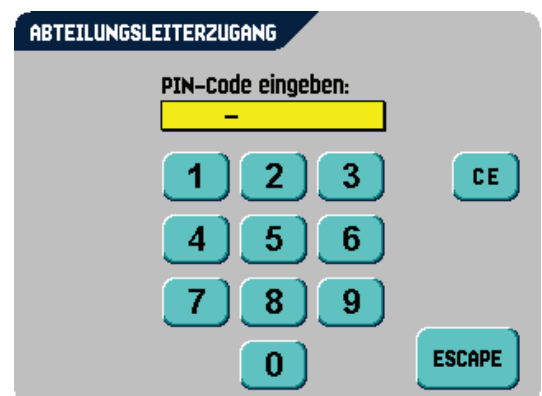 ABTEILUNGSLEITERZUGANG
PIN-Code eingeben:
–
1 2 3 CE
4 5 6
7 8 9
0 ESCAPE